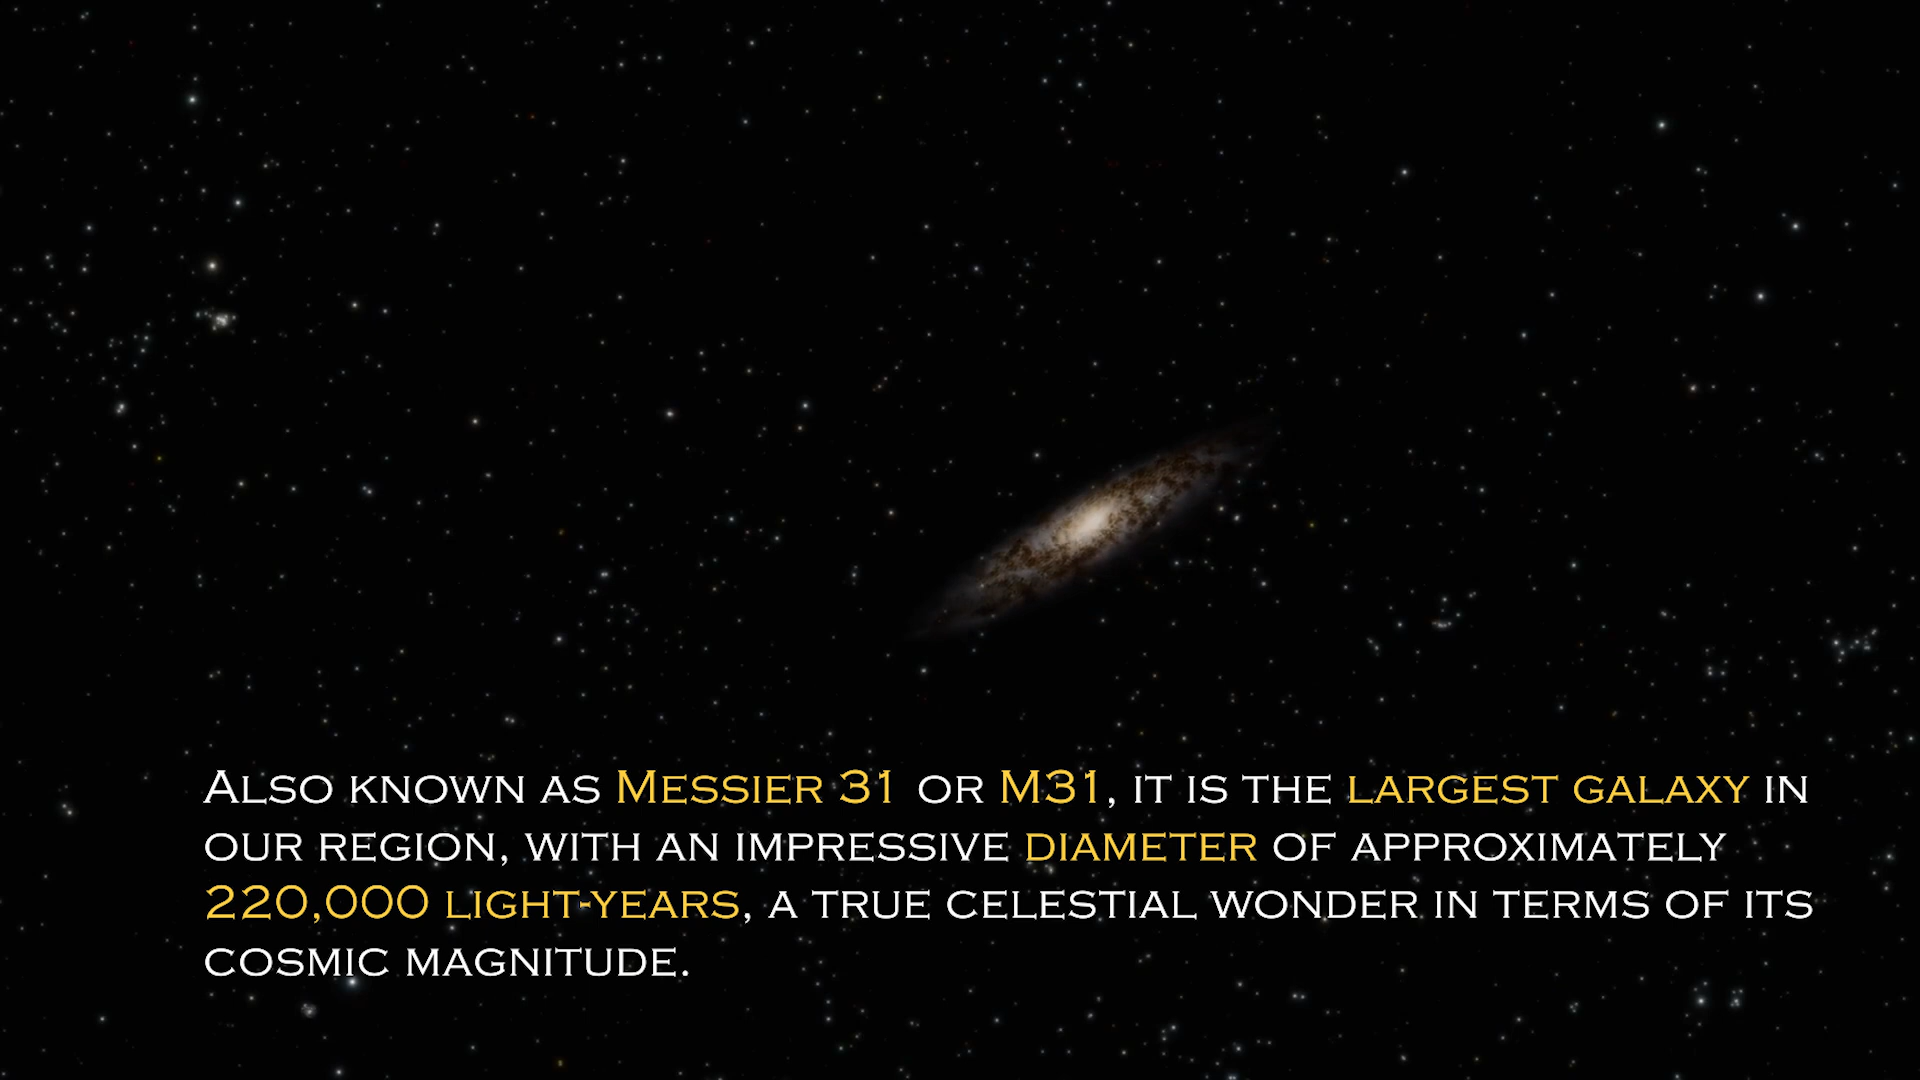 Also known as Messier 31 or M31, it is the largest galaxy in
our region, with an impressive diameter of approximately
220,000 light-years, a true celestial wonder in terms of its
cosmic magnitude.